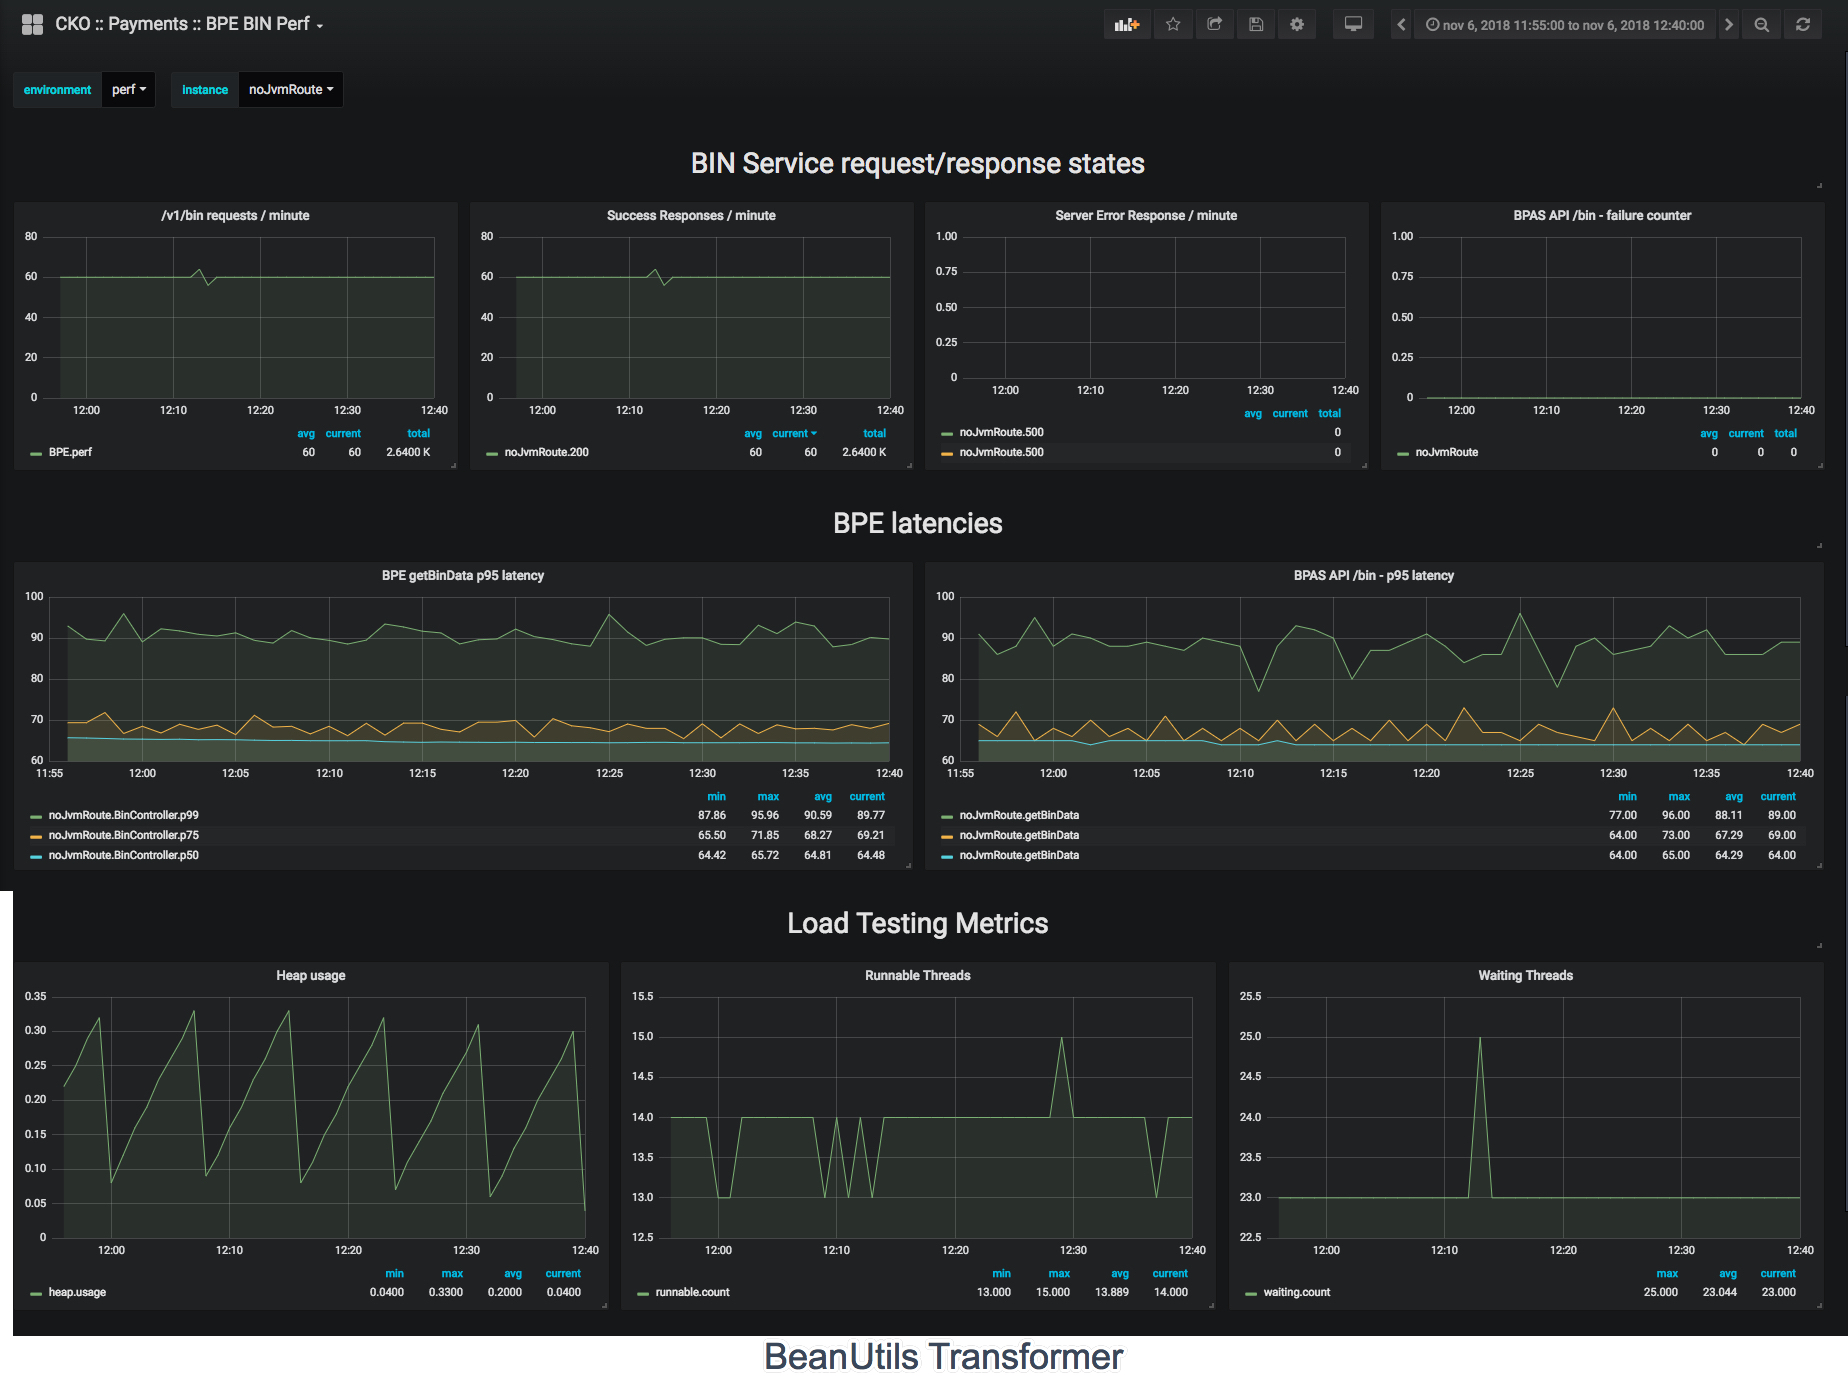 CKO :: Payments :: BPE BIN Perf
nov 6, 2018 11:55:00 to nov 6, 2018 12:40:00
environment perf instance noJvmRoute
BIN Service request/response states
/v1/bin requests / minute
80
60
40
20
0
12:00 12:10 12:20 12:30 12:40
avg current total
BPE.perf 60 60 2.6400 K
Success Responses / minute
80
60
40
20
0
12:00 12:10 12:20 12:30 12:40
avg current total
noJvmRoute.200 60 60 2.6400 K
Server Error Response / minute
1.00
0.75
0.50
0.25
0
12:00 12:10 12:20 12:30 12:40
avg current total
noJvmRoute.500 0
noJvmRoute.500 0
BPAS API /bin - failure counter
1.00
0.75
0.50
0.25
0
12:00 12:10 12:20 12:30 12:40
avg current total
noJvmRoute 0 0 0
BPE latencies
BPE getBinData p95 latency
100
90
80
70
60
11:55 12:00 12:05 12:10 12:15 12:20 12:25 12:30 12:35 12:40
min max avg current
noJvmRoute.BinController.p99 87.86 95.96 90.59 89.77
noJvmRoute.BinController.p75 65.50 71.85 68.27 69.21
noJvmRoute.BinController.p50 64.42 65.72 64.81 64.48
BPAS API /bin - p95 latency
100
90
80
70
60
11:55 12:00 12:05 12:10 12:15 12:20 12:25 12:30 12:35 12:40
min max avg current
noJvmRoute.getBinData 77.00 96.00 88.11 89.00
noJvmRoute.getBinData 64.00 73.00 67.29 69.00
noJvmRoute.getBinData 64.00 65.00 64.29 64.00
Load Testing Metrics
Heap usage
0.35
0.30
0.25
0.20
0.15
0.10
0.05
0
12:00 12:10 12:20 12:30 12:40
min max avg current
heap.usage 0.0400 0.3300 0.2000 0.0400
Runnable Threads
15.5
15.0
14.5
14.0
13.5
13.0
12.5
12:00 12:10 12:20 12:30 12:40
min max avg current
runnable.count 13.000 15.000 13.889 14.000
Waiting Threads
25.5
25.0
24.5
24.0
23.5
23.0
22.5
12:00 12:10 12:20 12:30 12:40
max avg current
waiting.count 25.000 23.044 23.000
BeanUtils Transformer